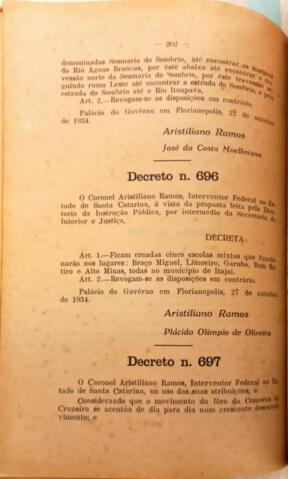 — 202 —
denominadas Sesmaria do Sombrio, até encontrar as margens
do Rio Águas Brancas, por éste abaixo até encontrar o
vessão norte da Sesmaria do Sombrio, por éste travessão se-
guindo rumo Leste até encontrar a estrada do Sombrio, e pela
estrada do Sombrio até o Rio Itoupava.
Art. 2.—Revogam-se as disposições em contrário.
Palácio do Govêrno em Florianopolis, 22 de outubro
de 1934.
Aristiliano Ramos
José da Costa Moellmann
Decreto n. 696
O Coronel Aristiliano Ramos, Interventor Federal no Es-
tado de Santa Catarina, á vista da proposta feita pela Dire-
toria da Instrução Pública, por intermédio da Secretaria do
Interior e Justiça,
DECRETA:
Art. 1.—Ficam creadas cinco escolas mixtas que funcio-
narão nos lugares: Braço Miguel, Limoeiro, Garuba, Bom Re-
tiro e Alto Minas, todas no municipio de Itajaí.
Art. 2.—Revogam-se as disposições em contrário.
Palácio do Govêrno em Florianopolis, 27 de outubro
de 1934.
Aristiliano Ramos
Plácido Olimpio de Oliveira
Decreto n. 697
O Coronel Aristiliano Ramos, Interventor Federal no Es-
tado de Santa Catarina, no uso das suas atribuições, e
Considerando que o movimento do fôro da Comarca de
Cruzeiro se acentúa de dia para dia num crescente desenvol-
vimento; e